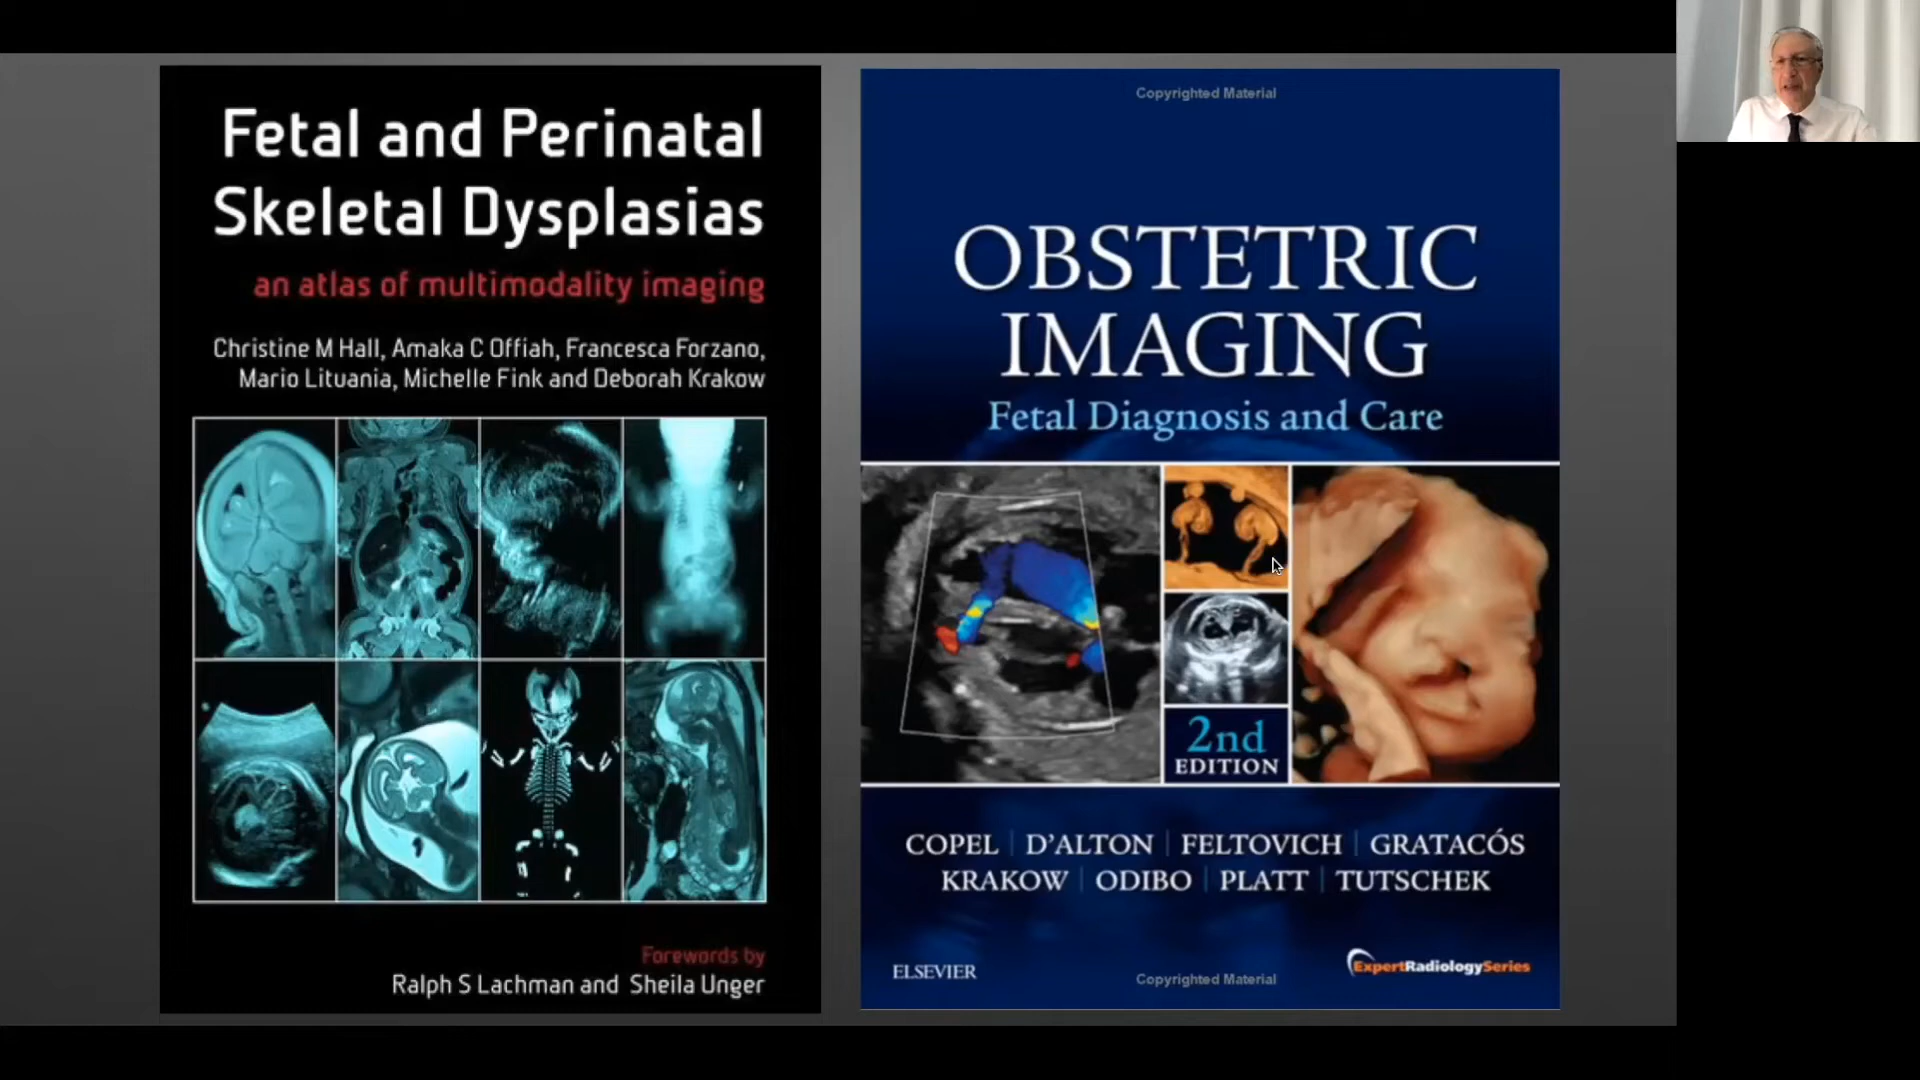 Fetal and Perinatal
Skeletal Dysplasias
an atlas of multimodality imaging
Christine M Hall, Amaka C Offiah, Francesca Forzano,
Mario Lituania, Michelle Fink and Deborah Krakow
Forewords by
Ralph S Lachman and Sheila Unger
Copyrighted Material
OBSTETRIC
IMAGING
Fetal Diagnosis and Care
2nd
EDITION
COPEL | D'ALTON | FELTOVICH | GRATACÓS
KRAKOW | ODIBO | PLATT | TUTSCHEK
ELSEVIER
Copyrighted Material
ExpertRadiologySeries